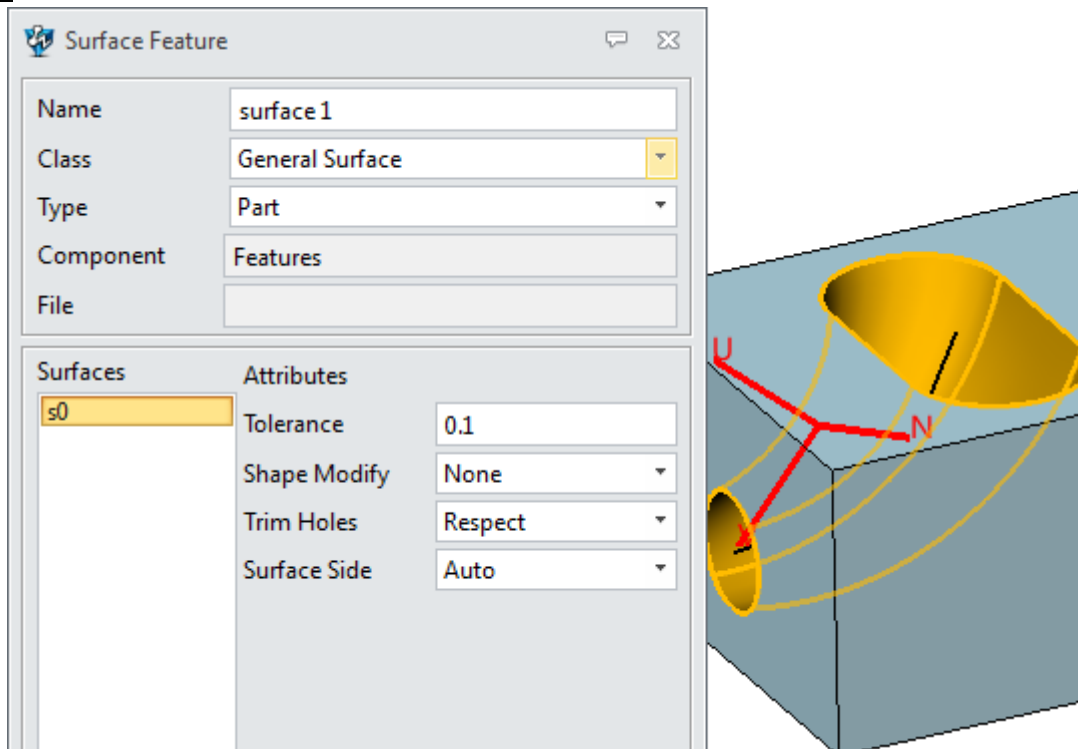 Surface Feature
Name surface 1
Class General Surface
Type Part
Component Features
File
Surfaces Attributes
s0
Tolerance 0.1
Shape Modify None
Trim Holes Respect
Surface Side Auto
U
N
X